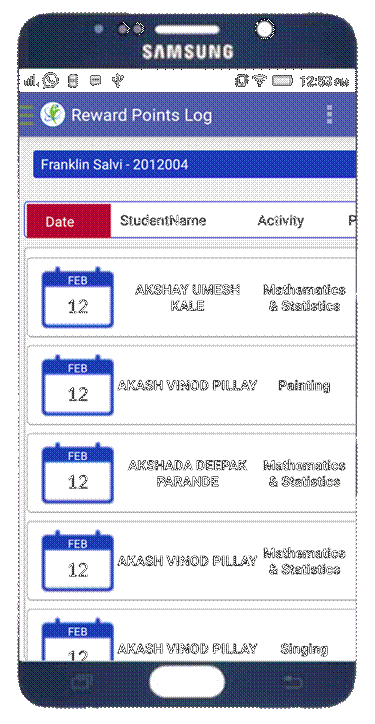 SAMSUNG
12:53 PM
Reward Points Log
Franklin Salvi - 2012004
Date StudentName Activity P
FEB
12
AKSHAY UMESH
KALE
Mathematics
& Statistics
FEB
12
AKASH VINOD PILLAY
Painting
FEB
12
AKSHADA DEEPAK
PARANDE
Mathematics
& Statistics
FEB
12
AKASH VINOD PILLAY
Mathematics
& Statistics
FEB
12
AKASH VINOD PILLAY
Singing